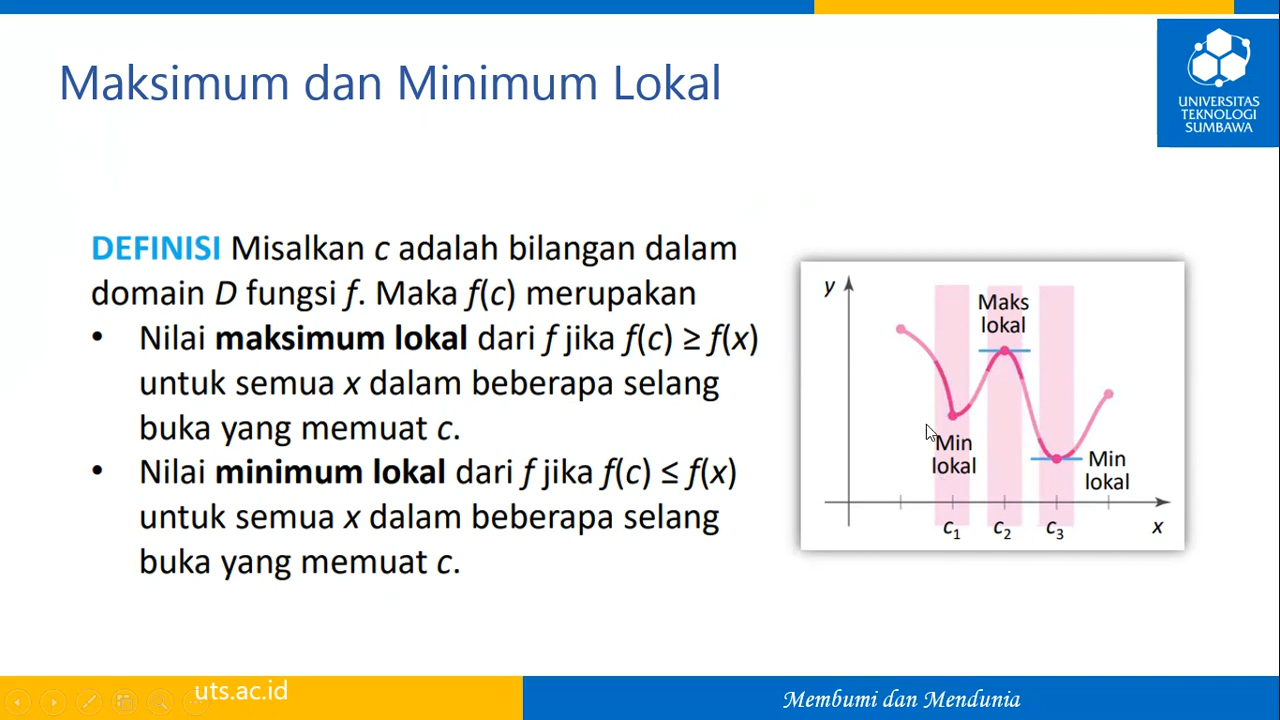 Maksimum dan Minimum Lokal
UNIVERSITAS
TEKNOLOGI
SUMBAWA
DEFINISI Misalkan c adalah bilangan dalam
domain D fungsi f. Maka f(c) merupakan
• Nilai maksimum lokal dari f jika f(c) ≥ f(x)
untuk semua x dalam beberapa selang
buka yang memuat c.
• Nilai minimum lokal dari f jika f(c) ≤ f(x)
untuk semua x dalam beberapa selang
buka yang memuat c.
y
Maks
lokal
Min
lokal
Min
lokal
c₁ c₂ c₃ x
uts.ac.id
Membumi dan Mendunia